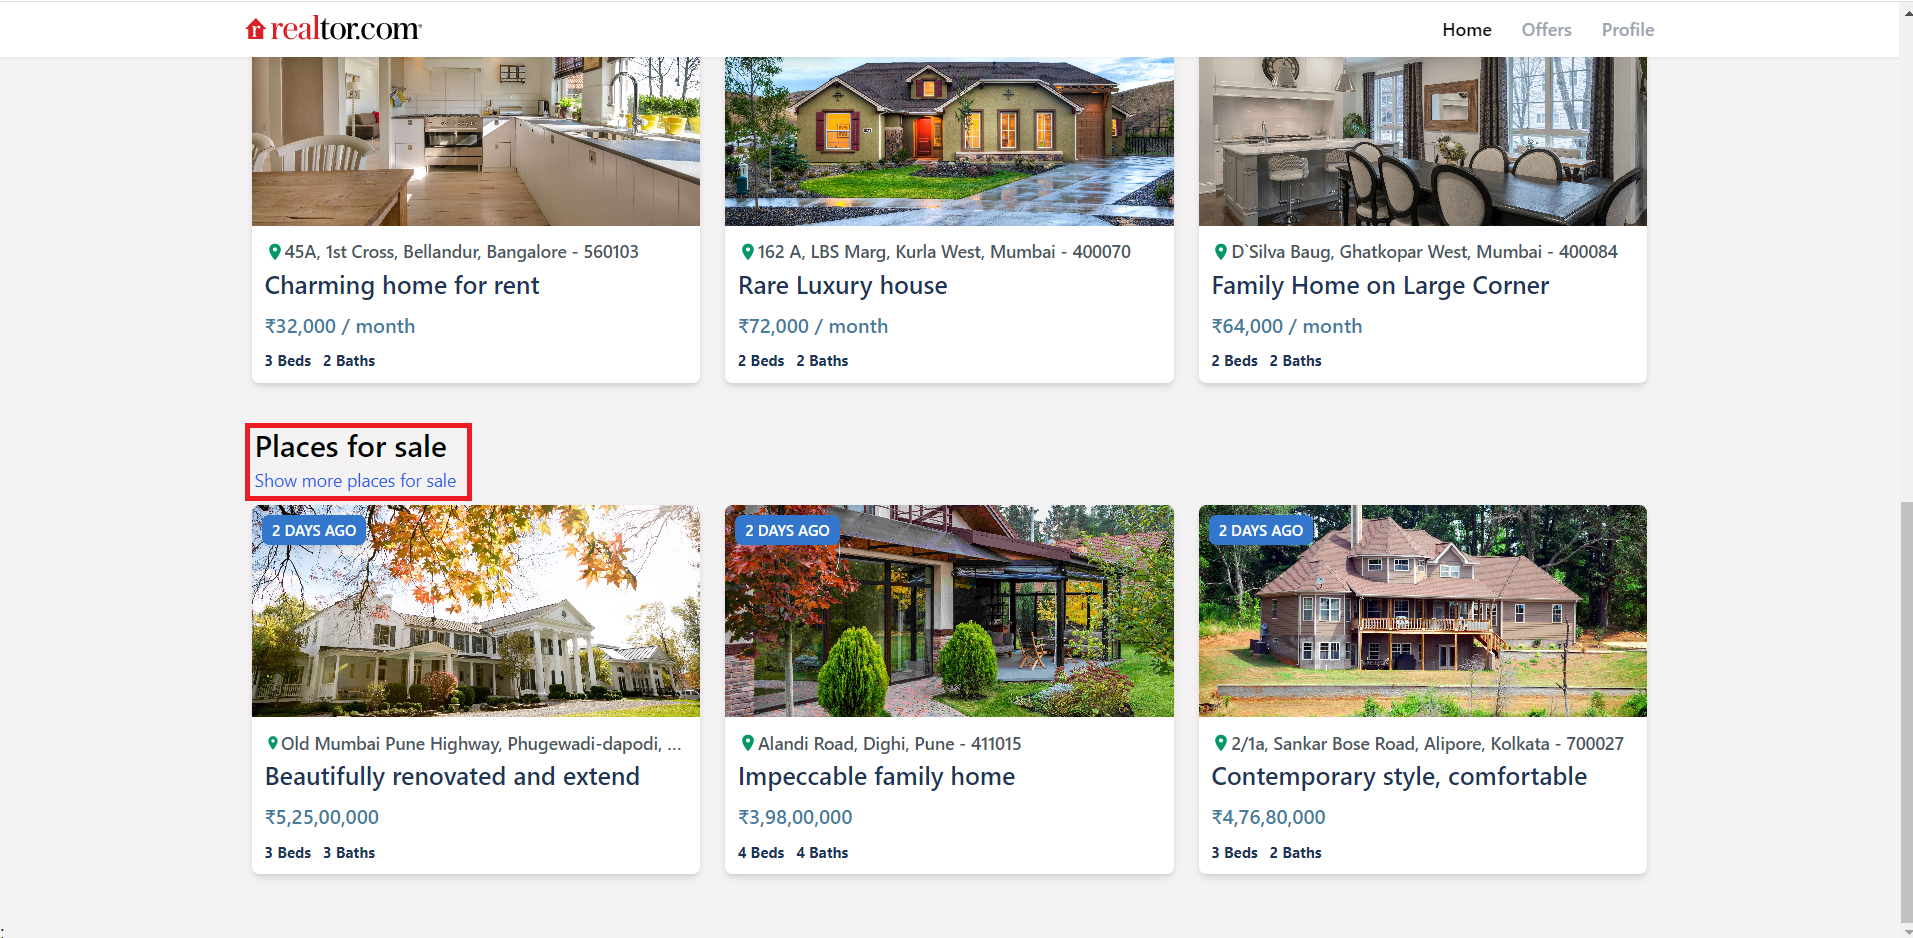 realtor.com®
Home Offers Profile
45A, 1st Cross, Bellandur, Bangalore - 560103
Charming home for rent
₹32,000 / month
3 Beds 2 Baths
162 A, LBS Marg, Kurla West, Mumbai - 400070
Rare Luxury house
₹72,000 / month
2 Beds 2 Baths
D`Silva Baug, Ghatkopar West, Mumbai - 400084
Family Home on Large Corner
₹64,000 / month
2 Beds 2 Baths
Places for sale
Show more places for sale
2 DAYS AGO
Old Mumbai Pune Highway, Phugewadi-dapodi, ...
Beautifully renovated and extend
₹5,25,00,000
3 Beds 3 Baths
2 DAYS AGO
Alandi Road, Dighi, Pune - 411015
Impeccable family home
₹3,98,00,000
4 Beds 4 Baths
2 DAYS AGO
2/1a, Sankar Bose Road, Alipore, Kolkata - 700027
Contemporary style, comfortable
₹4,76,80,000
3 Beds 2 Baths
;